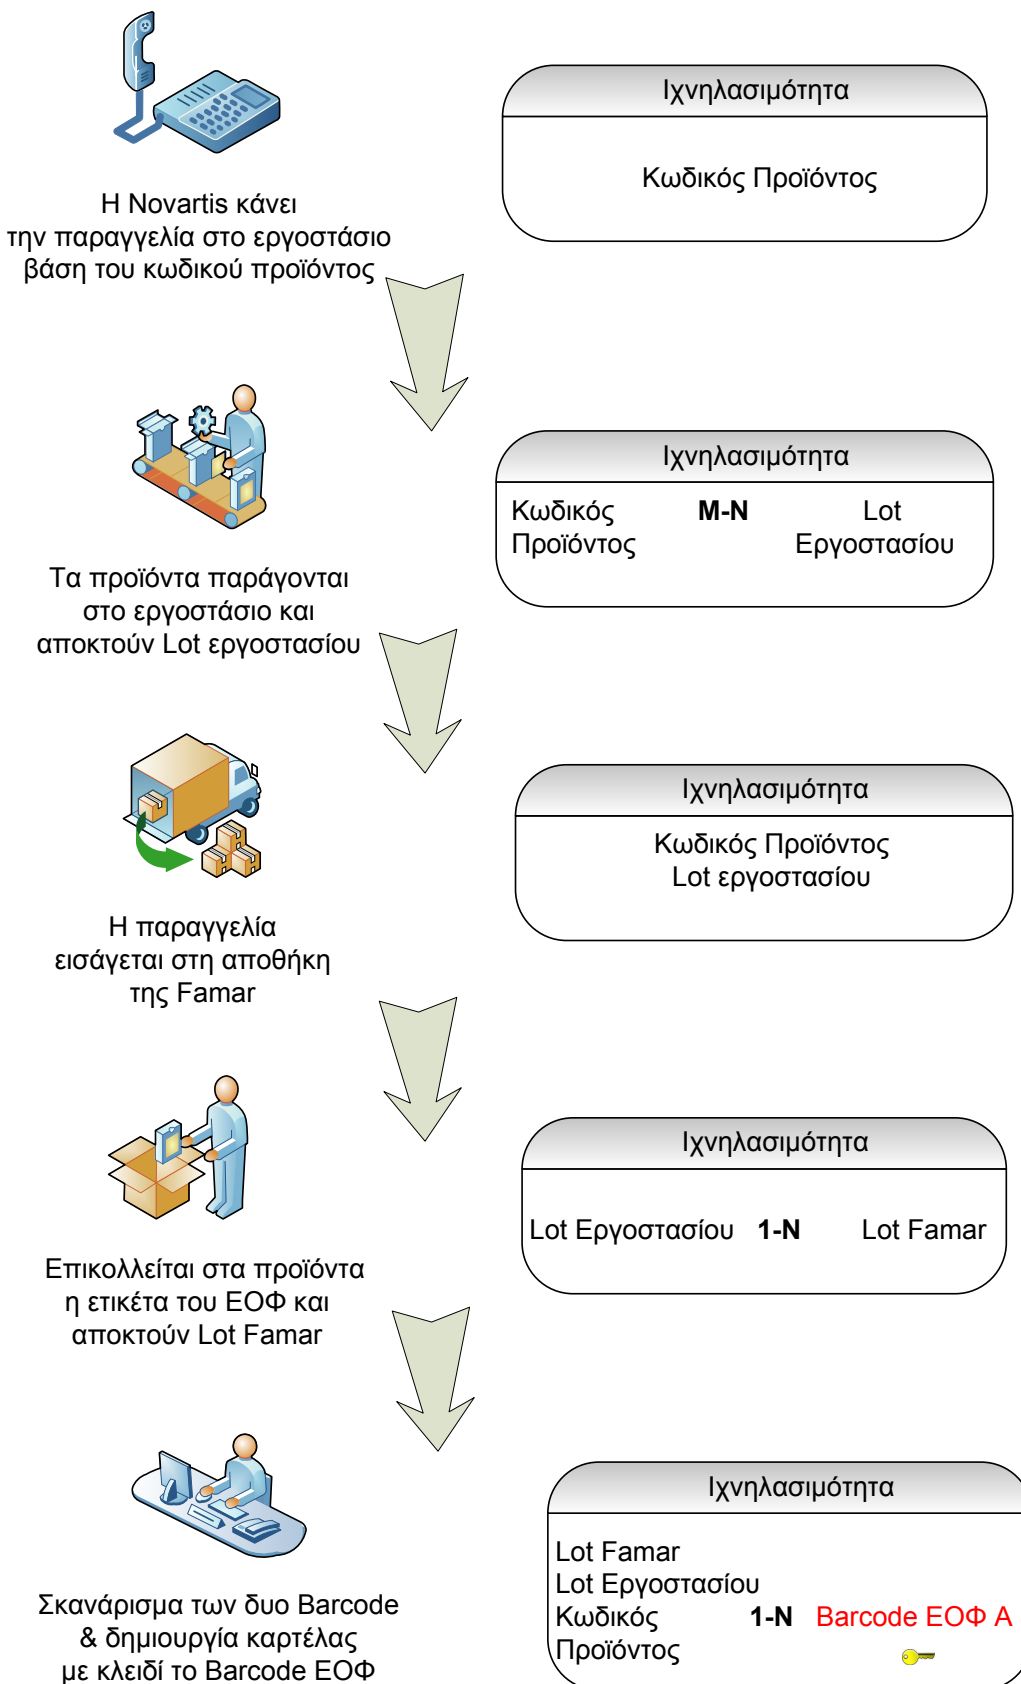 Ιχνηλασιμότητα
Κωδικός Προϊόντος
Η Novartis κάνει
την παραγγελία στο εργοστάσιο
βάση του κωδικού προϊόντος
Ιχνηλασιμότητα
Κωδικός M-N Lot
Προϊόντος Εργοστασίου
Τα προϊόντα παράγονται
στο εργοστάσιο και
αποκτούν Lot εργοστασίου
Ιχνηλασιμότητα
Κωδικός Προϊόντος
Lot εργοστασίου
Η παραγγελία
εισάγεται στη αποθήκη
της Famar
Ιχνηλασιμότητα
Lot Εργοστασίου 1-N Lot Famar
Επικολλείται στα προϊόντα
η ετικέτα του ΕΟΦ και
αποκτούν Lot Famar
Ιχνηλασιμότητα
Lot Famar
Lot Εργοστασίου
Κωδικός 1-N Barcode ΕΟΦ Α
Προϊόντος
Σκανάρισμα των δυο Barcode
& δημιουργία καρτέλας
με κλειδί το Barcode ΕΟΦ